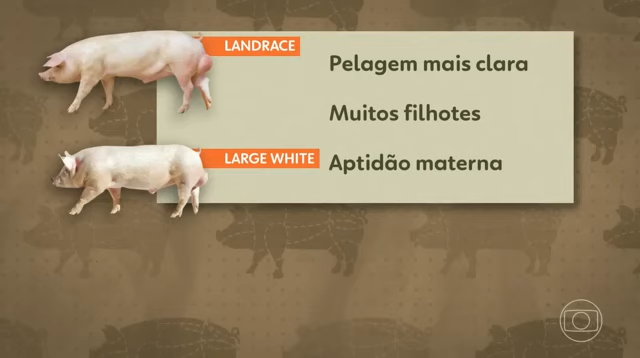 LANDRACE
Pelagem mais clara
Muitos filhotes
LARGE WHITE
Aptidão materna